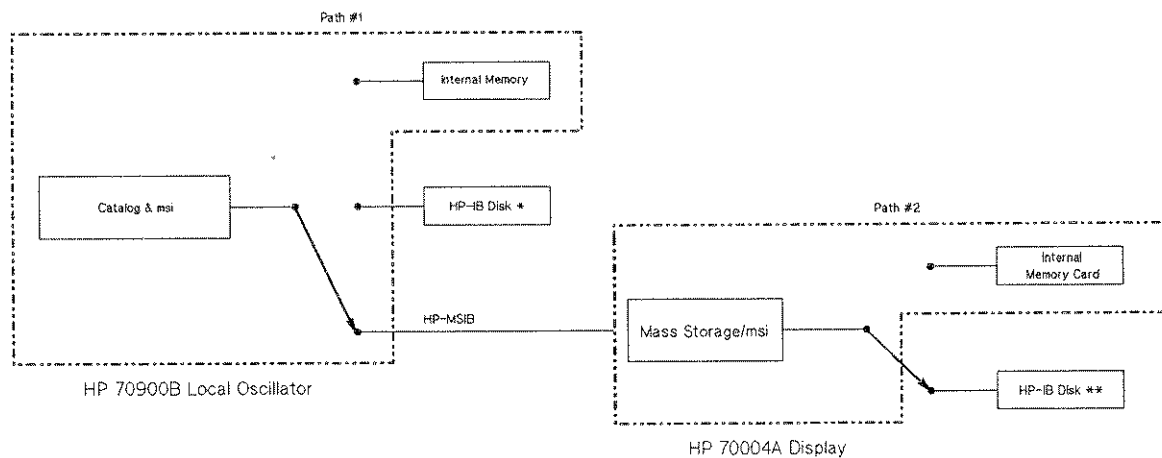 Path #1
Internal Memory
Catalog & msi
HP-IB Disk *
Path #2
Internal
Memory Card
HP-MSIB
Mass Storage/msi
HP 70900B Local Oscillator
HP-IB Disk **
HP 70004A Display